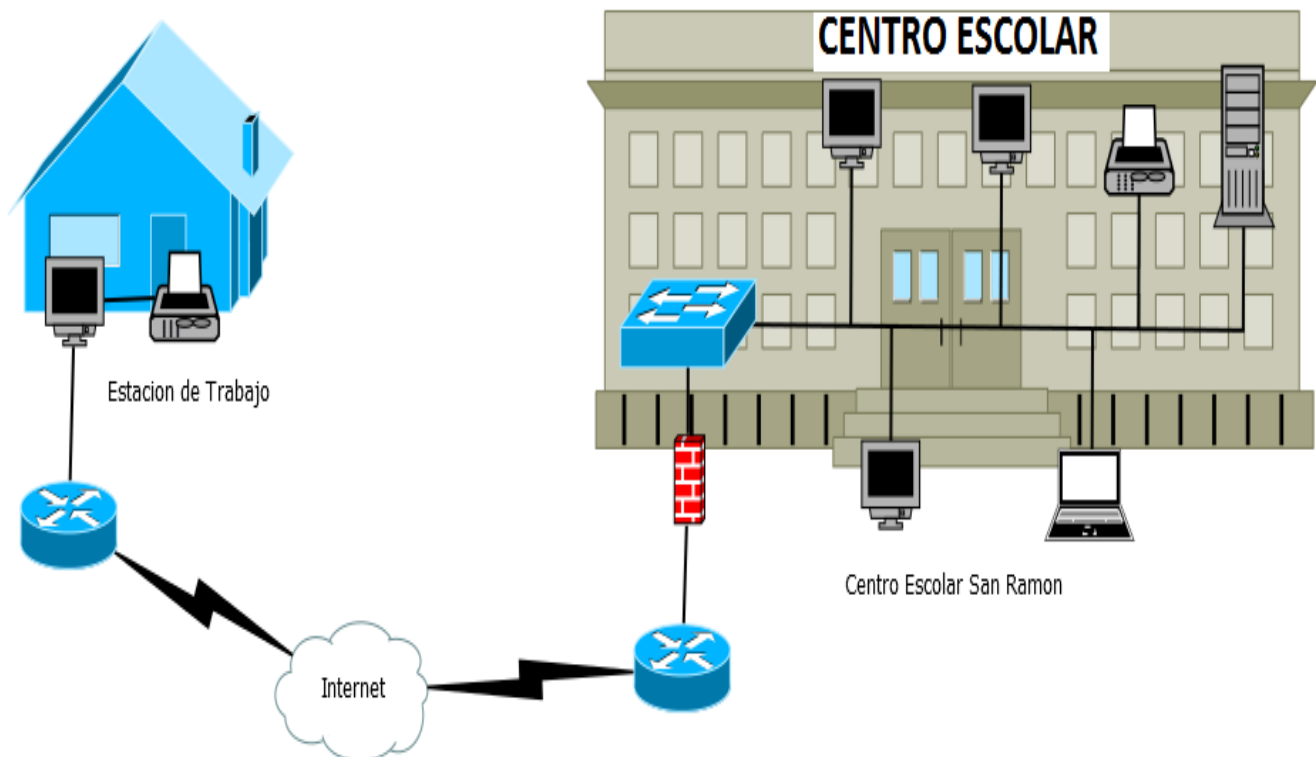 CENTRO ESCOLAR
Estacion de Trabajo
Centro Escolar San Ramon
Internet